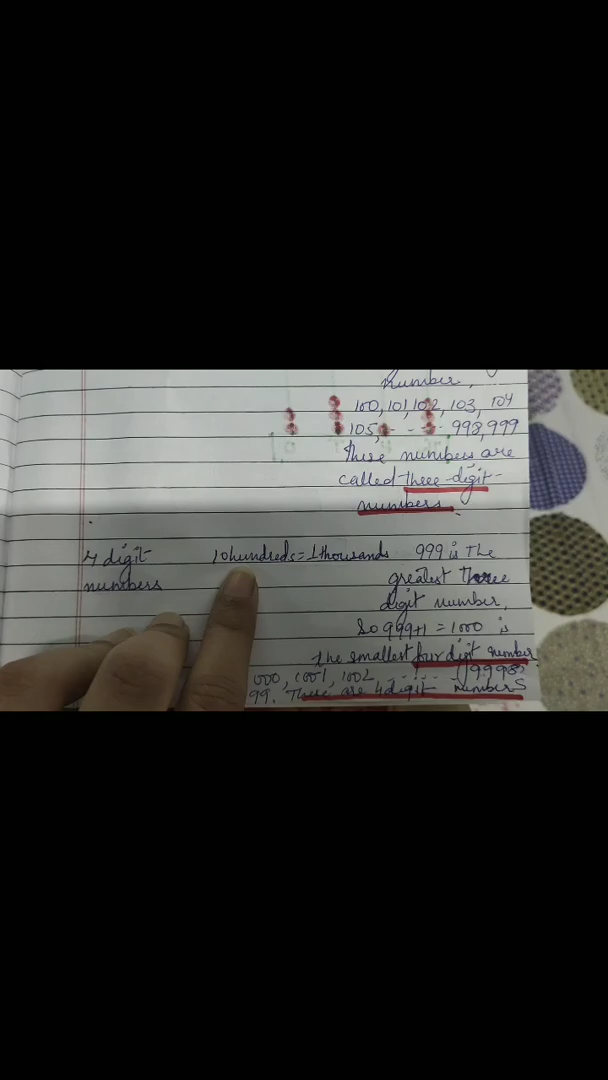 number,
100, 101, 102, 103, 104
105, - - - 998, 999
These numbers are
called three-digit
numbers.
4 digit 10 hundreds = 1 thousands 999 is The
numbers greatest Three
digit number,
So 999+1 = 1000 is
the smallest four digit number
000, 1001, 1002 - - - - - 9998,
99. These are 4 digit numbers